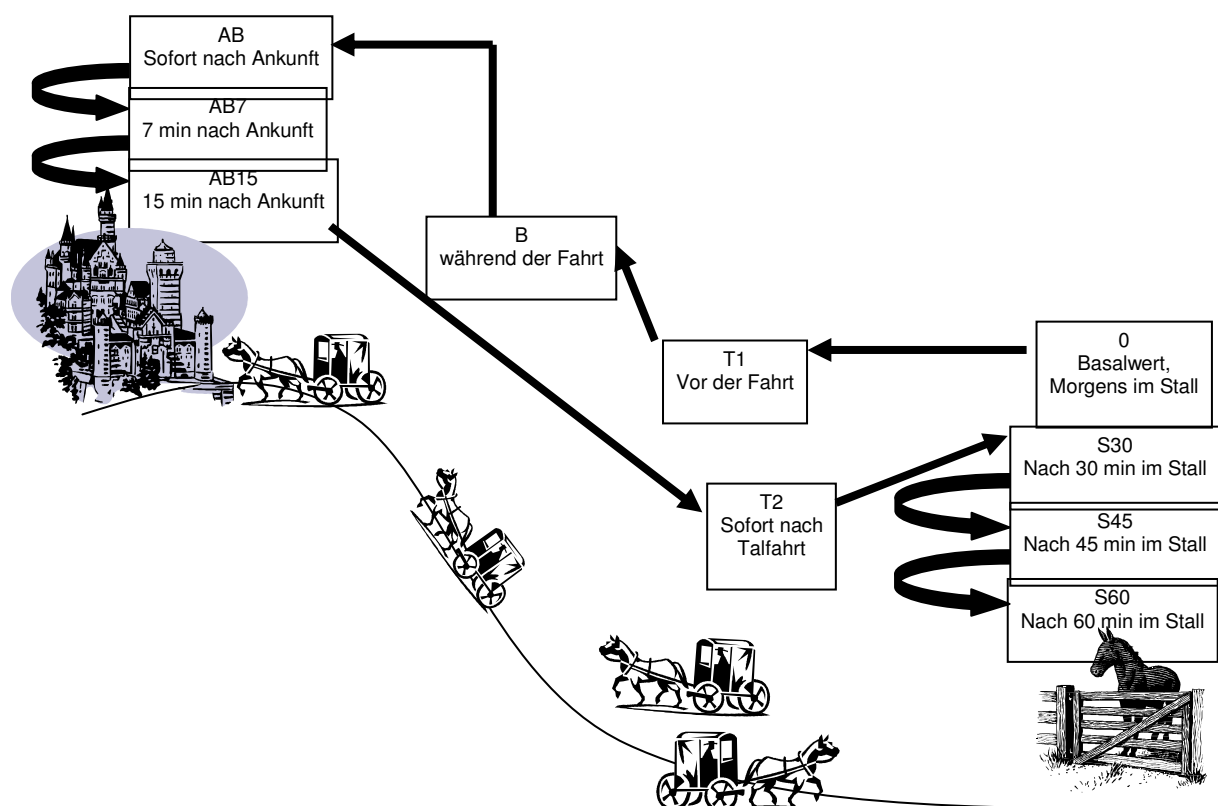 AB
Sofort nach Ankunft
AB7
7 min nach Ankunft
AB15
15 min nach Ankunft
B
während der Fahrt
T1
Vor der Fahrt
0
Basalwert,
Morgens im Stall
S30
Nach 30 min im Stall
T2
Sofort nach
Talfahrt
S45
Nach 45 min im Stall
S60
Nach 60 min im Stall